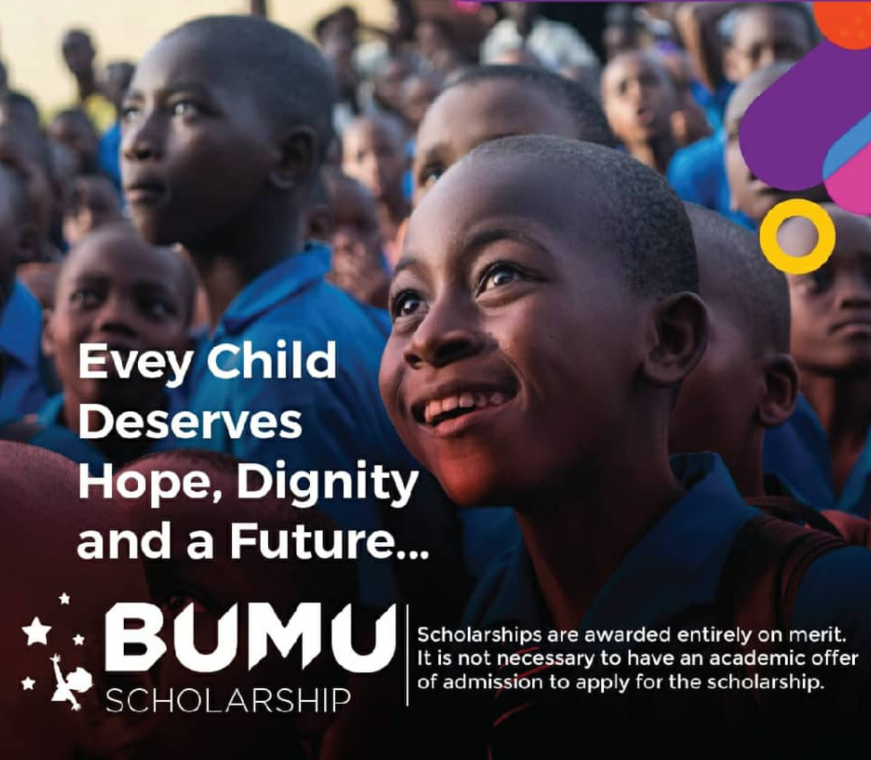 Evey Child
Deserves
Hope, Dignity
and a Future...
BUMU
SCHOLARSHIP
Scholarships are awarded entirely on merit.
It is not necessary to have an academic offer
of admission to apply for the scholarship.